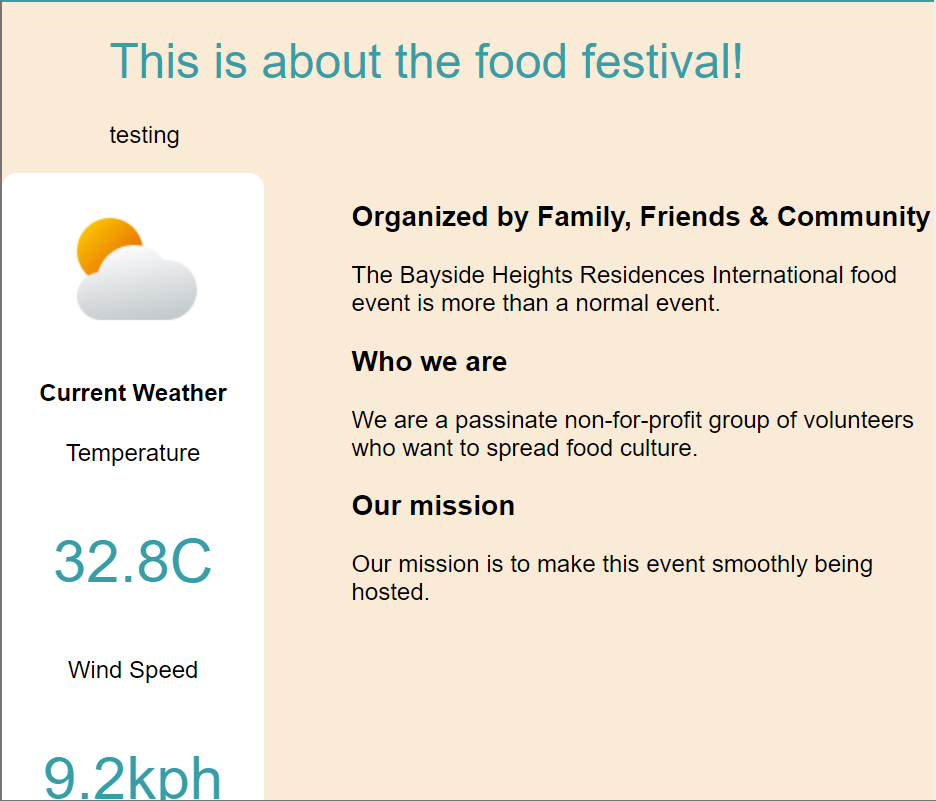 This is about the food festival!
testing
Current Weather
Temperature
32.8C
Wind Speed
9.2kph
Organized by Family, Friends & Community
The Bayside Heights Residences International food
event is more than a normal event.
Who we are
We are a passinate non-for-profit group of volunteers
who want to spread food culture.
Our mission
Our mission is to make this event smoothly being
hosted.